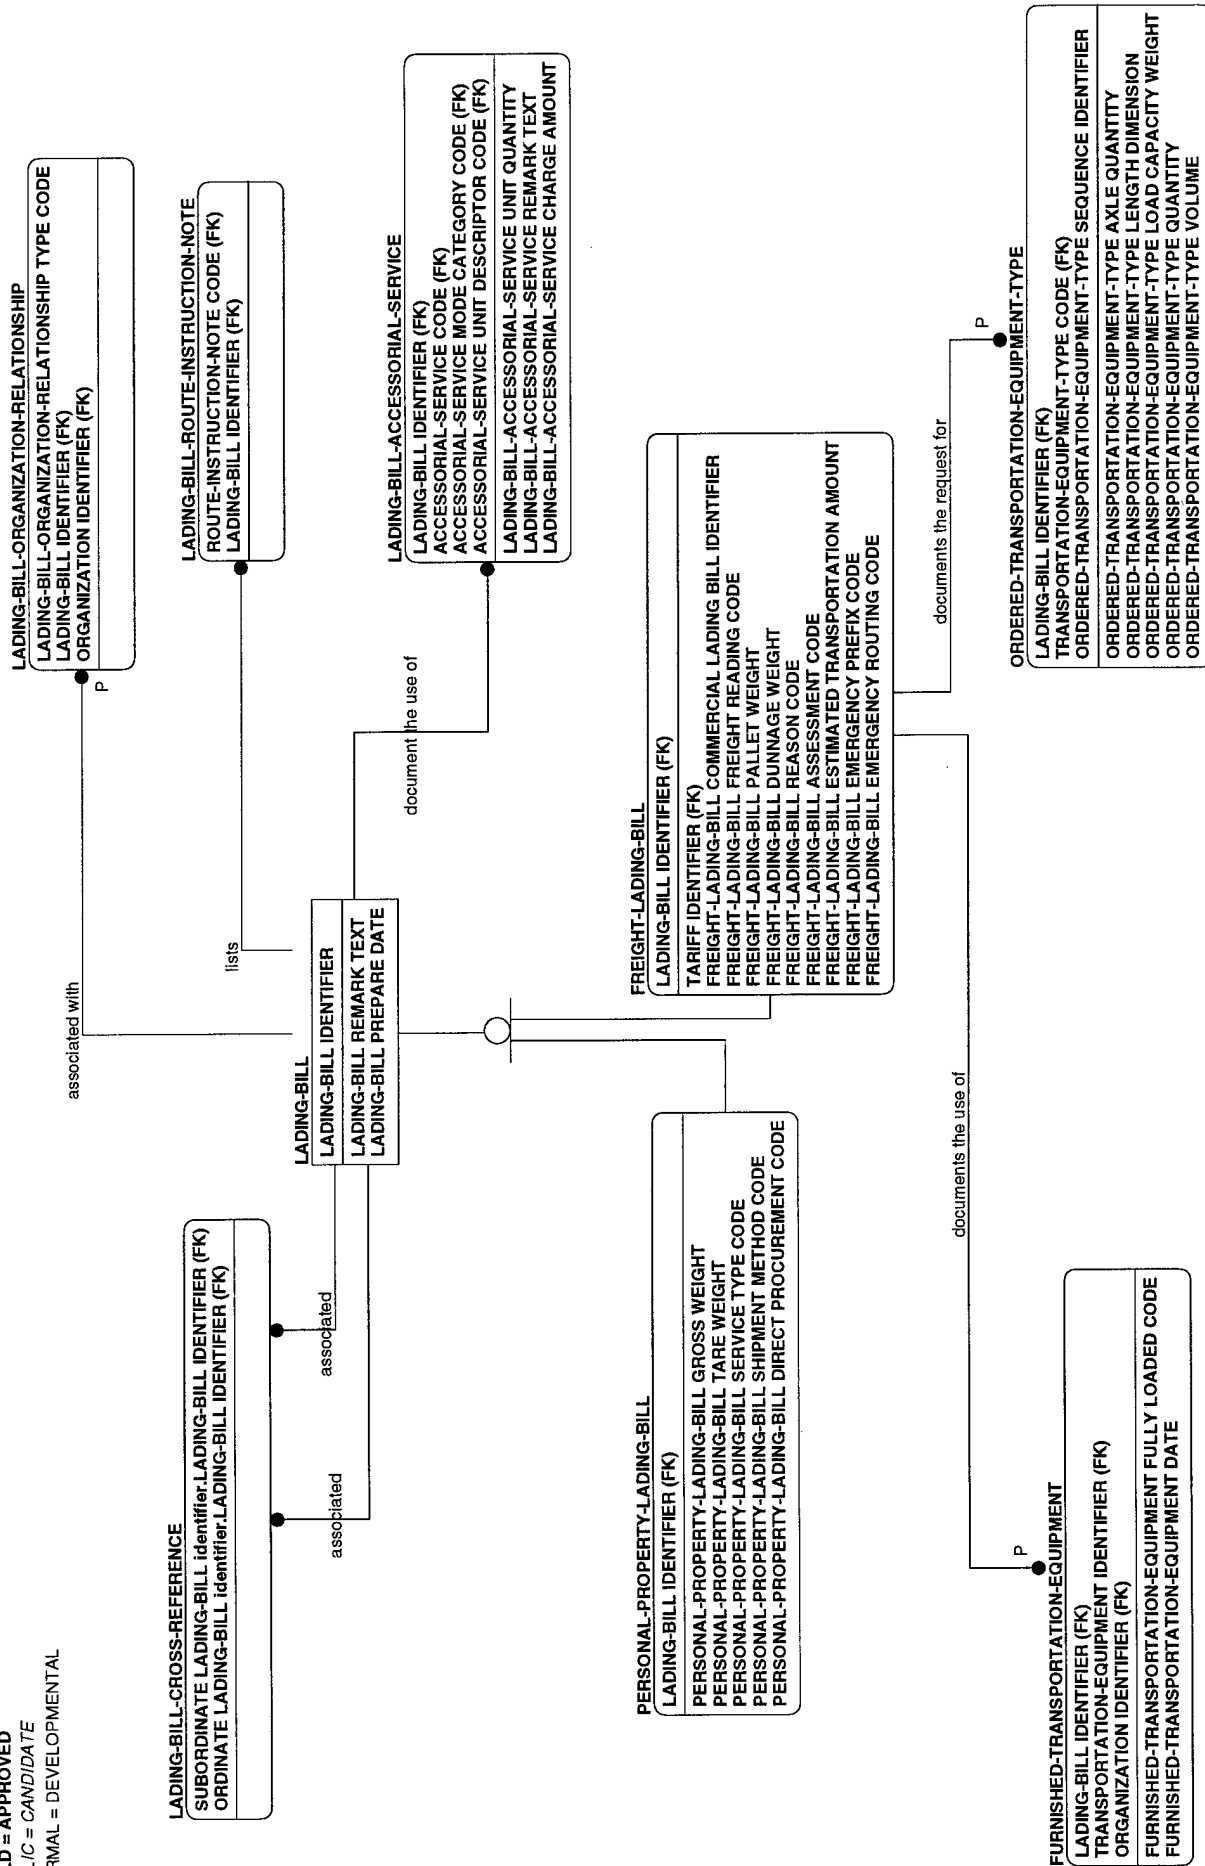 LD = APPROVED
LIC = CANDIDATE
RMAL = DEVELOPMENTAL
LADING-BILL-CROSS-REFERENCE
SUBORDINATE LADING-BILL identifier.LADING-BILL IDENTIFIER (FK)
ORDINATE LADING-BILL identifier.LADING-BILL IDENTIFIER (FK)
associated
associated
LADING-BILL
LADING-BILL IDENTIFIER
LADING-BILL REMARK TEXT
LADING-BILL PREPARE DATE
associated with
lists
document the use of
LADING-BILL-ORGANIZATION-RELATIONSHIP
LADING-BILL-ORGANIZATION-RELATIONSHIP TYPE CODE
LADING-BILL IDENTIFIER (FK)
ORGANIZATION IDENTIFIER (FK)
P
LADING-BILL-ROUTE-INSTRUCTION-NOTE
ROUTE-INSTRUCTION-NOTE CODE (FK)
LADING-BILL IDENTIFIER (FK)
LADING-BILL-ACCESSORIAL-SERVICE
LADING-BILL IDENTIFIER (FK)
ACCESSORIAL-SERVICE CODE (FK)
ACCESSORIAL-SERVICE MODE CATEGORY CODE (FK)
ACCESSORIAL-SERVICE UNIT DESCRIPTOR CODE (FK)
LADING-BILL-ACCESSORIAL-SERVICE UNIT QUANTITY
LADING-BILL-ACCESSORIAL-SERVICE REMARK TEXT
LADING-BILL-ACCESSORIAL-SERVICE CHARGE AMOUNT
PERSONAL-PROPERTY-LADING-BILL
LADING-BILL IDENTIFIER (FK)
PERSONAL-PROPERTY-LADING-BILL GROSS WEIGHT
PERSONAL-PROPERTY-LADING-BILL TARE WEIGHT
PERSONAL-PROPERTY-LADING-BILL SERVICE TYPE CODE
PERSONAL-PROPERTY-LADING-BILL SHIPMENT METHOD CODE
PERSONAL-PROPERTY-LADING-BILL DIRECT PROCUREMENT CODE
FREIGHT-LADING-BILL
LADING-BILL IDENTIFIER (FK)
TARIFF IDENTIFIER (FK)
FREIGHT-LADING-BILL COMMERCIAL LADING BILL IDENTIFIER
FREIGHT-LADING-BILL FREIGHT READING CODE
FREIGHT-LADING-BILL PALLET WEIGHT
FREIGHT-LADING-BILL DUNNAGE WEIGHT
FREIGHT-LADING-BILL REASON CODE
FREIGHT-LADING-BILL ASSESSMENT CODE
FREIGHT-LADING-BILL ESTIMATED TRANSPORTATION AMOUNT
FREIGHT-LADING-BILL EMERGENCY PREFIX CODE
FREIGHT-LADING-BILL EMERGENCY ROUTING CODE
documents the use of
documents the request for
FURNISHED-TRANSPORTATION-EQUIPMENT
P
LADING-BILL IDENTIFIER (FK)
TRANSPORTATION-EQUIPMENT IDENTIFIER (FK)
ORGANIZATION IDENTIFIER (FK)
FURNISHED-TRANSPORTATION-EQUIPMENT FULLY LOADED CODE
FURNISHED-TRANSPORTATION-EQUIPMENT DATE
P
ORDERED-TRANSPORTATION-EQUIPMENT-TYPE
LADING-BILL IDENTIFIER (FK)
TRANSPORTATION-EQUIPMENT-TYPE CODE (FK)
ORDERED-TRANSPORTATION-EQUIPMENT-TYPE SEQUENCE IDENTIFIER
ORDERED-TRANSPORTATION-EQUIPMENT-TYPE AXLE QUANTITY
ORDERED-TRANSPORTATION-EQUIPMENT-TYPE LENGTH DIMENSION
ORDERED-TRANSPORTATION-EQUIPMENT-TYPE LOAD CAPACITY WEIGHT
ORDERED-TRANSPORTATION-EQUIPMENT-TYPE QUANTITY
ORDERED-TRANSPORTATION-EQUIPMENT-TYPE VOLUME